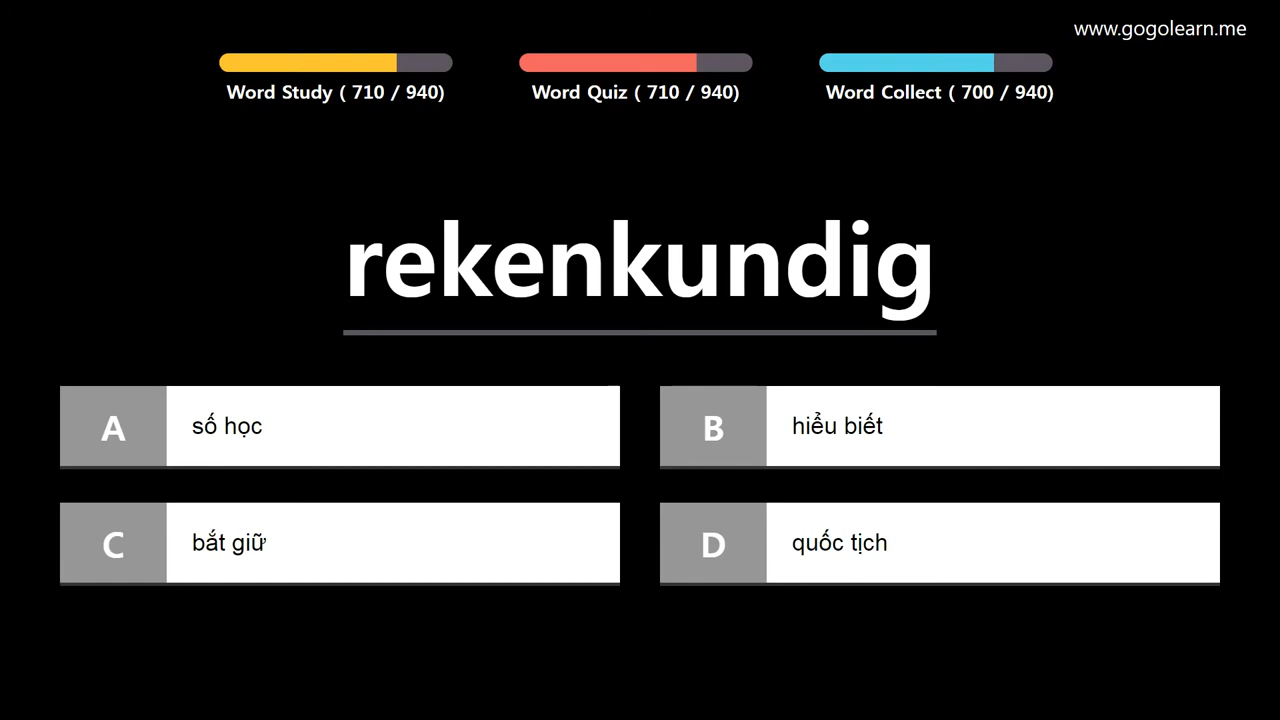 www.gogolearn.me
Word Study ( 710 / 940)
Word Quiz ( 710 / 940)
Word Collect ( 700 / 940)
rekenkundig
A
số học
B
hiểu biết
C
bắt giữ
D
quốc tịch